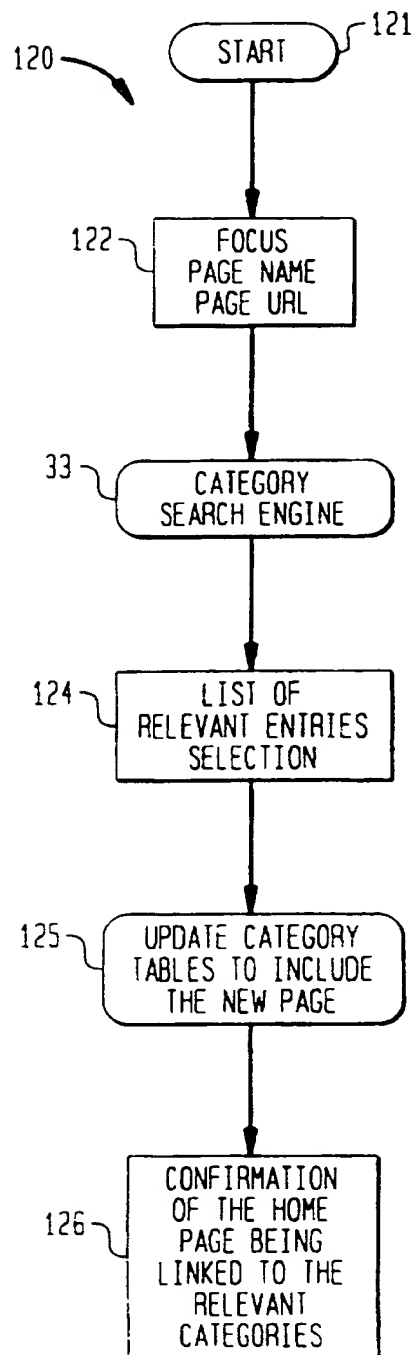 120
START
121
122
FOCUS
PAGE NAME
PAGE URL
33
CATEGORY
SEARCH ENGINE
124
LIST OF
RELEVANT ENTRIES
SELECTION
125
UPDATE CATEGORY
TABLES TO INCLUDE
THE NEW PAGE
126
CONFIRMATION
OF THE HOME
PAGE BEING
LINKED TO THE
RELEVANT
CATEGORIES